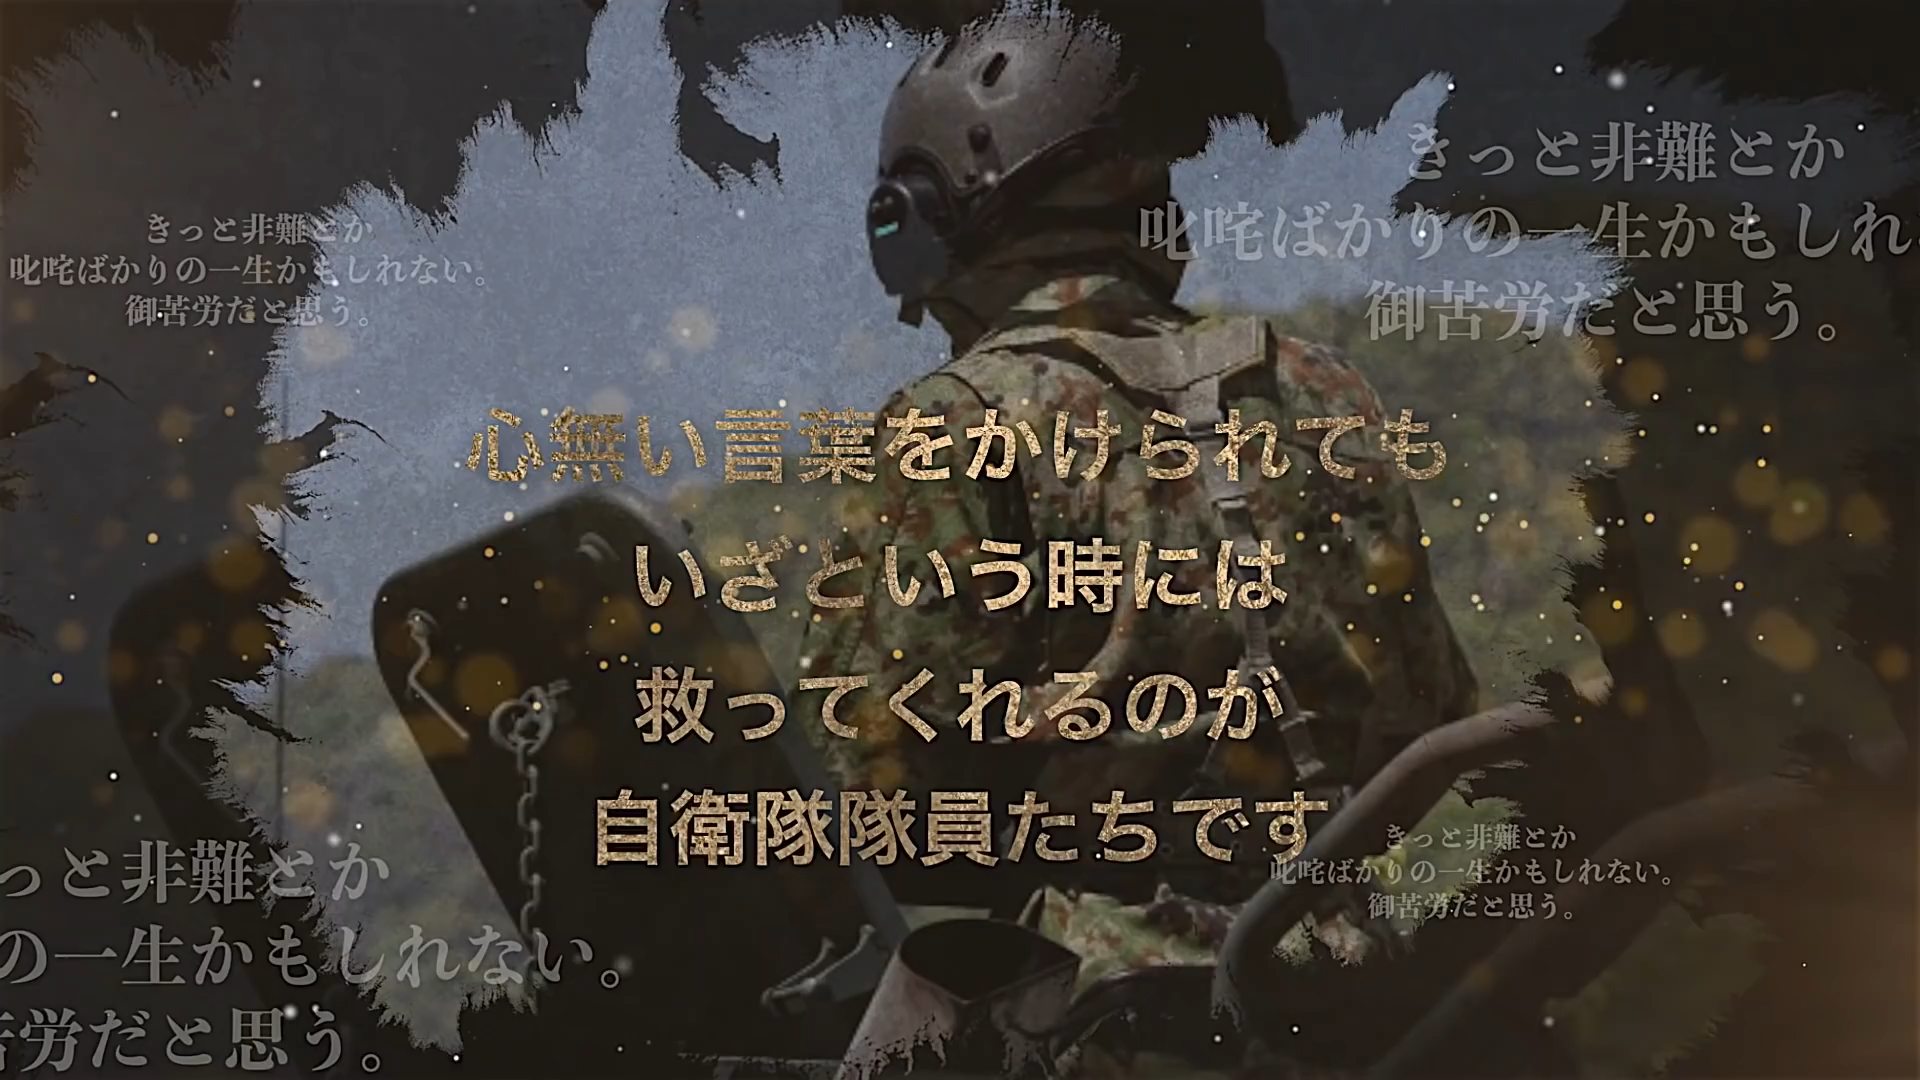 きっと非難とか
叱咤ばかりの一生かもしれない。
御苦労だと思う。
きっと非難とか
叱咤ばかりの一生かもしれ
御苦労だと思う。
心無い言葉をかけられても
いざという時には
救ってくれるのが
自衛隊隊員たちです
っと非難とか
の一生かもしれない。
苦労だと思う。
きっと非難とか
叱咤ばかりの一生かもしれない。
御苦労だと思う。